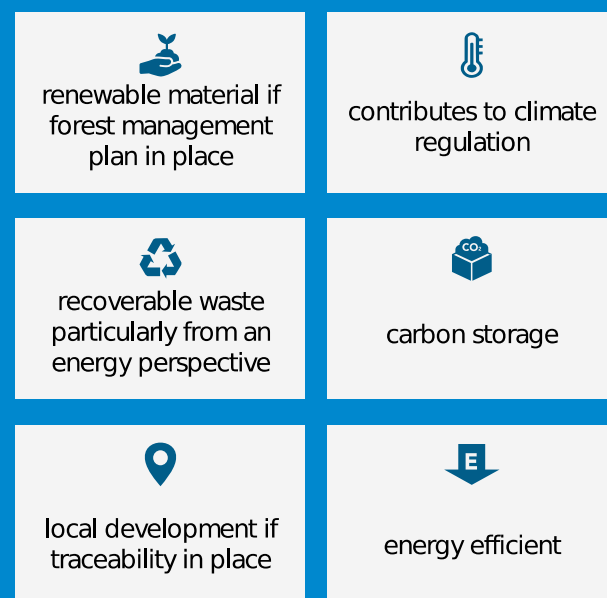 renewable material if
forest management
plan in place
contributes to climate
regulation
recoverable waste
particularly from an
energy perspective
CO₂
carbon storage
local development if
traceability in place
E
energy efficient